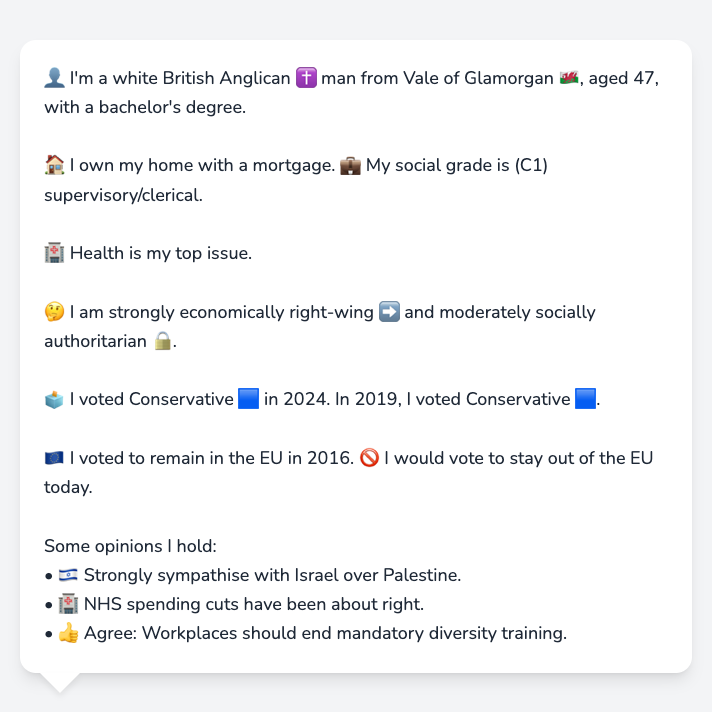 👤 I'm a white British Anglican ✝️ man from Vale of Glamorgan 🏴󠁧󠁢󠁷󠁬󠁳󠁿, aged 47,
with a bachelor's degree.
🏠 I own my home with a mortgage. 💼 My social grade is (C1)
supervisory/clerical.
🏥 Health is my top issue.
🤔 I am strongly economically right-wing ➡️ and moderately socially
authoritarian 🔒.
🗳️ I voted Conservative 🟦 in 2024. In 2019, I voted Conservative 🟦.
🇪🇺 I voted to remain in the EU in 2016. 🚫 I would vote to stay out of the EU
today.
Some opinions I hold:
• 🇮🇱 Strongly sympathise with Israel over Palestine.
• 🏥 NHS spending cuts have been about right.
• 👍 Agree: Workplaces should end mandatory diversity training.